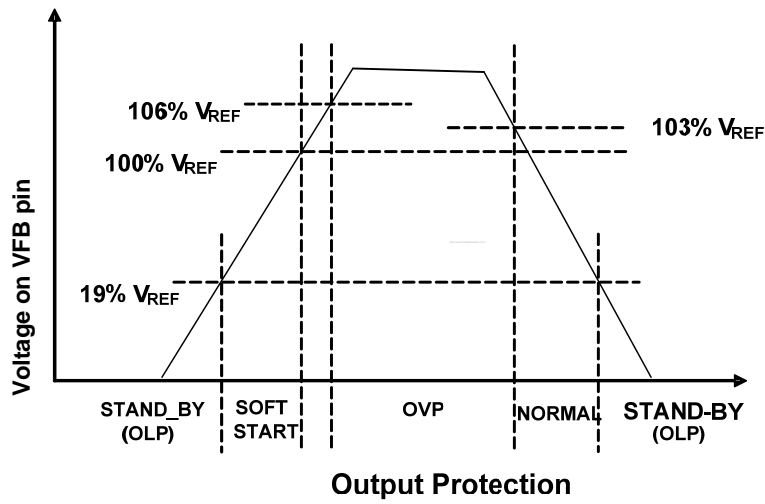 106% VREF
103% VREF
100% VREF
19% VREF
Voltage on VFB pin
STAND_BY
(OLP)
SOFT
START
OVP
NORMAL
STAND-BY
(OLP)
Output Protection